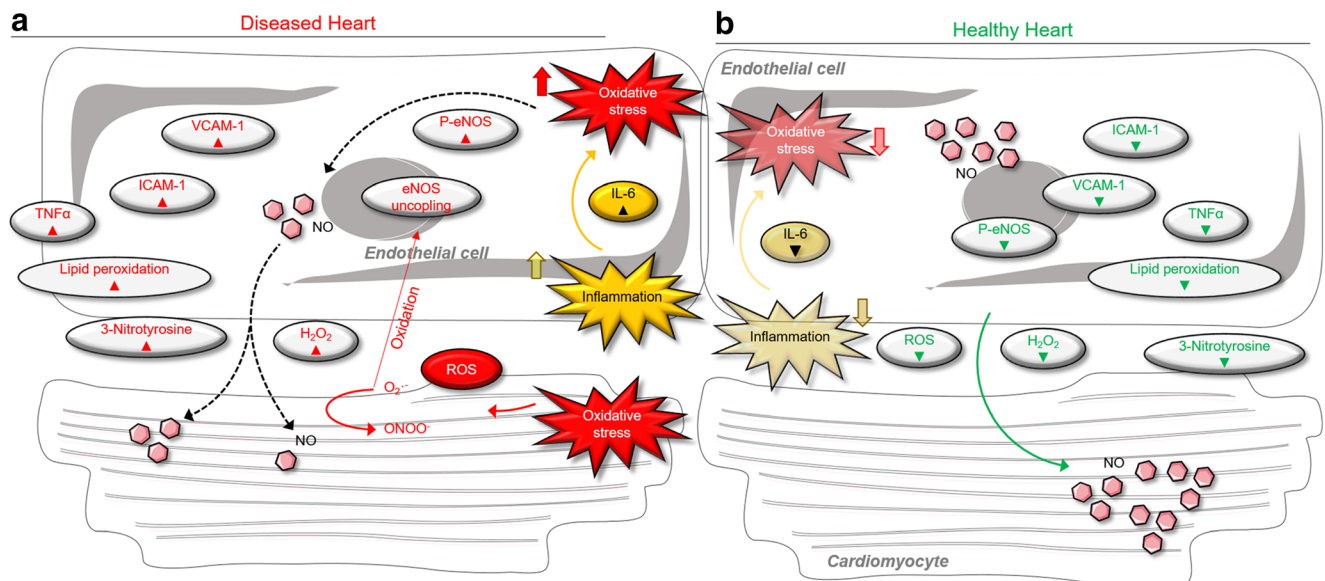 a
Diseased Heart
VCAM-1
P-eNOS
Oxidative
stress
ICAM-1
eNOS
uncopling
IL-6
TNFα
NO
Endothelial cell
Lipid peroxidation
Inflammation
3-Nitrotyrosine
H2O2
Oxidation
ROS
O2·-
ONOO-
Oxidative
stress
NO
b
Healthy Heart
Endothelial cell
Oxidative
stress
NO
ICAM-1
VCAM-1
TNFα
IL-6
P-eNOS
Lipid peroxidation
Inflammation
ROS
H2O2
3-Nitrotyrosine
NO
Cardiomyocyte